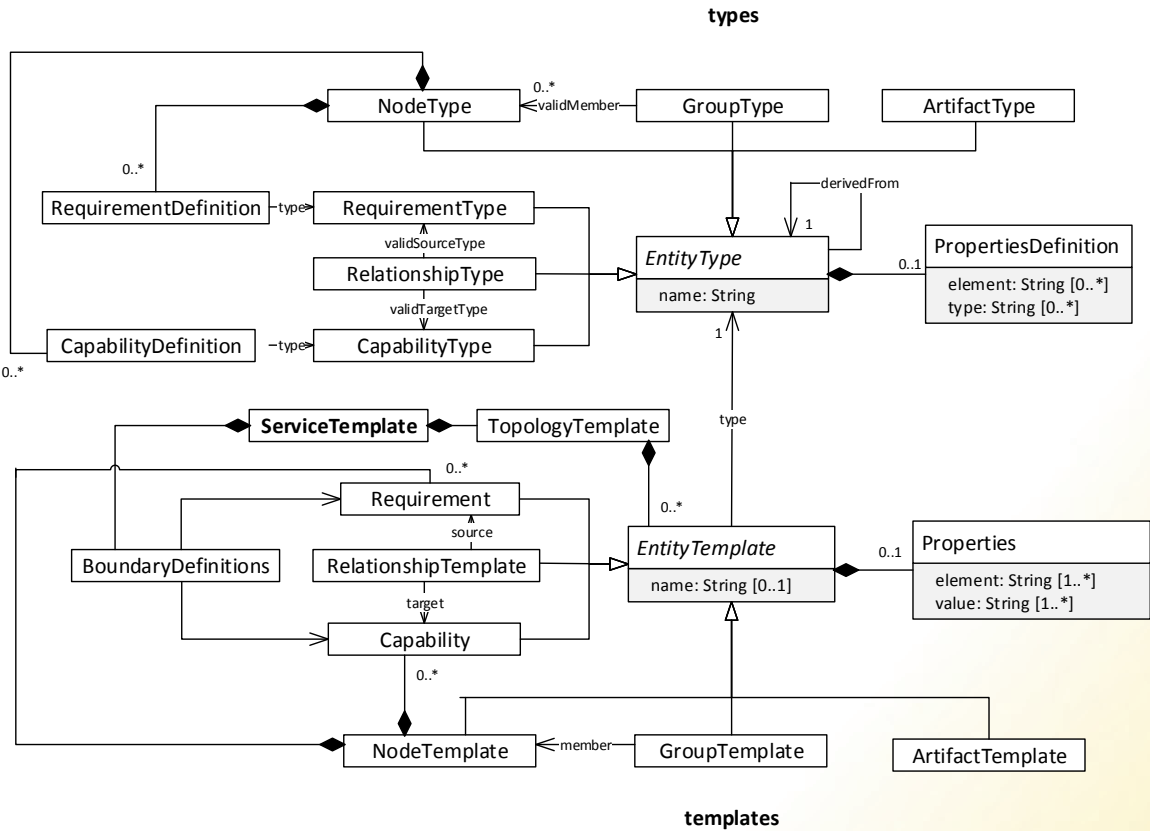 types
0..*
NodeType
validMember
GroupType
ArtifactType
0..*
derivedFrom
RequirementDefinition
type
RequirementType
1
validSourceType
EntityType
PropertiesDefinition
RelationshipType
0..1
name: String
element: String [0..*]
type: String [0..*]
validTargetType
1
CapabilityDefinition
type
CapabilityType
0..*
type
ServiceTemplate
TopologyTemplate
0..*
Requirement
0..*
source
EntityTemplate
Properties
BoundaryDefinitions
RelationshipTemplate
0..1
name: String [0..1]
element: String [1..*]
value: String [1..*]
target
Capability
0..*
NodeTemplate
member
GroupTemplate
ArtifactTemplate
templates